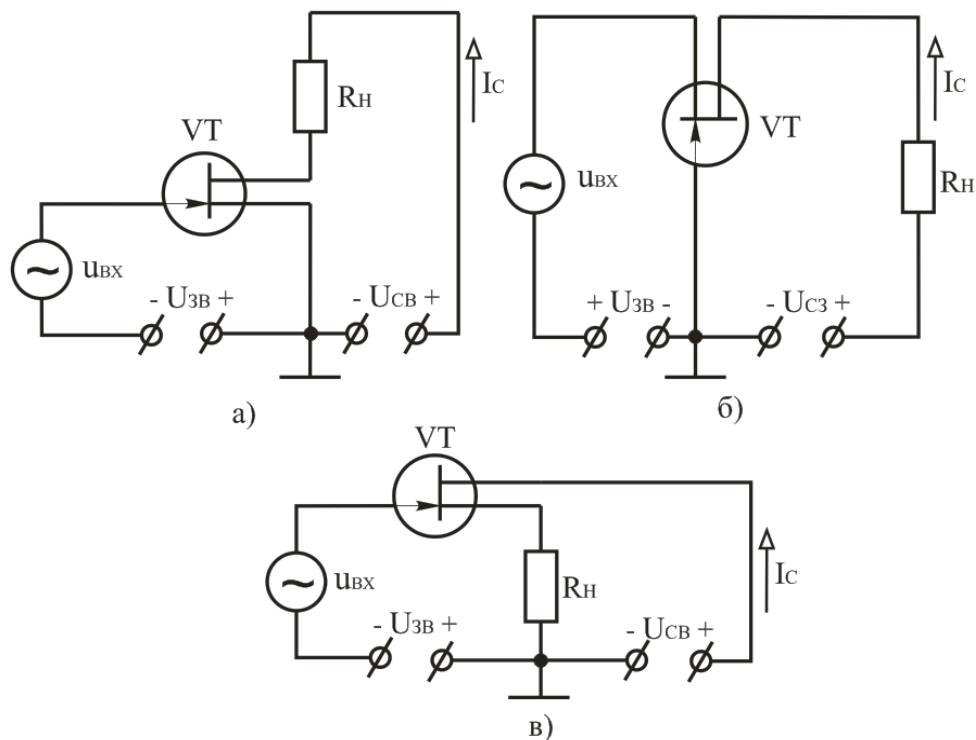 VT
RН
IС
uВХ
- UЗВ +
- UСВ +
а)
VT
IС
uВХ
RН
+ UЗВ -
- UСЗ +
б)
VT
uВХ
RН
IС
- UЗВ +
- UСВ +
в)